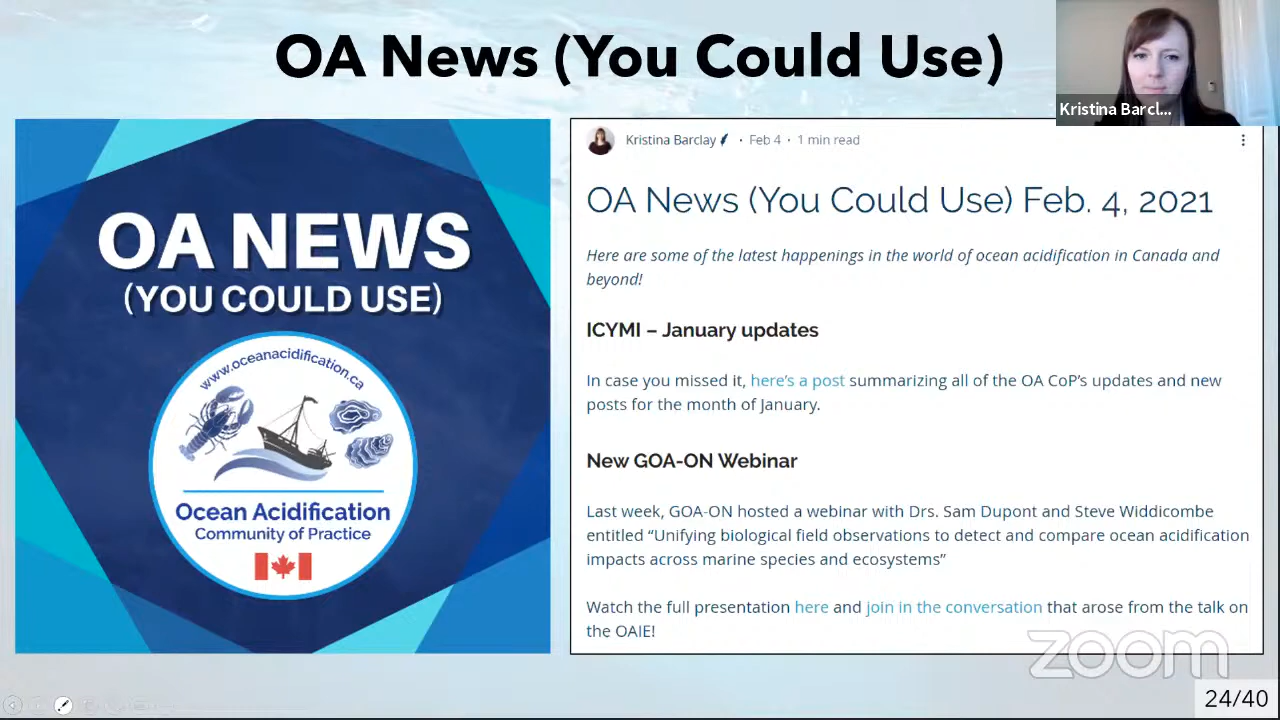 OA News (You Could Use)
Kristina Barcl...
OA NEWS
(YOU COULD USE)
www.oceanacidification.ca
Ocean Acidification
Community of Practice
Kristina Barclay · Feb 4 · 1 min read
OA News (You Could Use) Feb. 4, 2021
Here are some of the latest happenings in the world of ocean acidification in Canada and
beyond!
ICYMI – January updates
In case you missed it, here's a post summarizing all of the OA CoP's updates and new
posts for the month of January.
New GOA-ON Webinar
Last week, GOA-ON hosted a webinar with Drs. Sam Dupont and Steve Widdicombe
entitled “Unifying biological field observations to detect and compare ocean acidification
impacts across marine species and ecosystems”
Watch the full presentation here and join in the conversation that arose from the talk on
the OAIE!
zoom
24/40